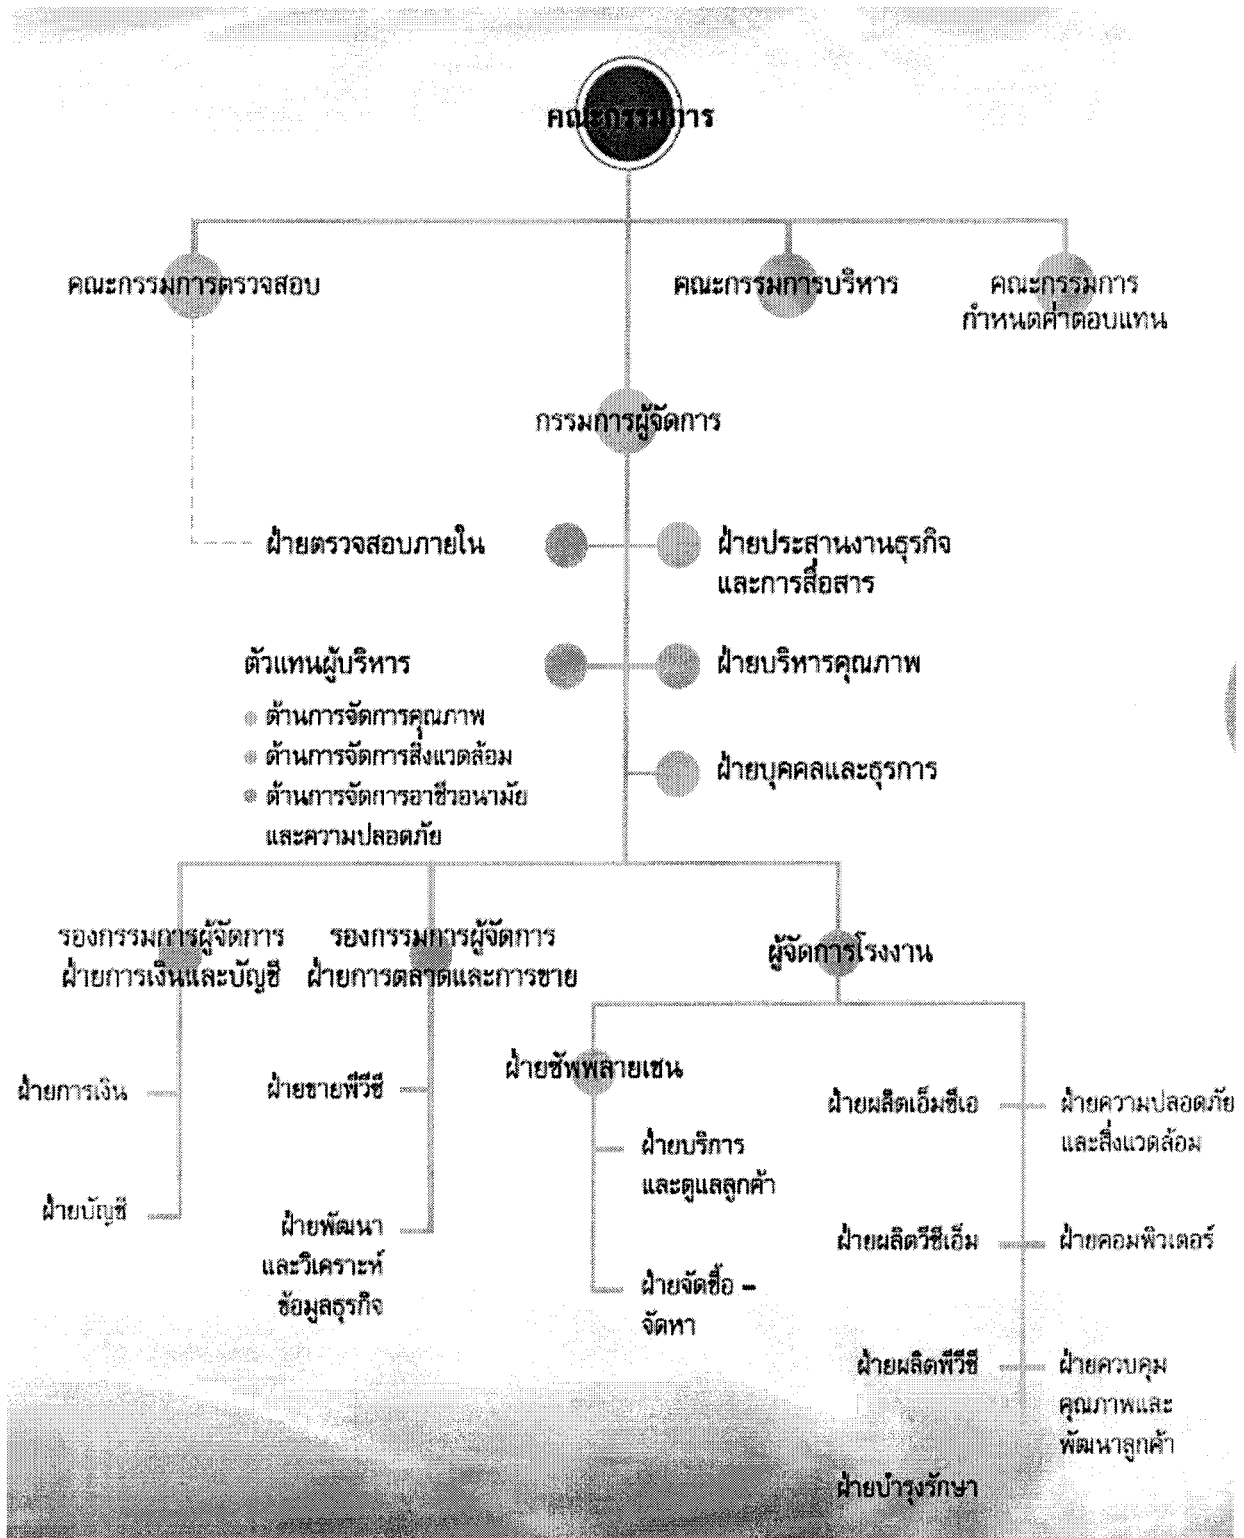 คณะกรรมการ
คณะกรรมการตรวจสอบ
คณะกรรมการบริหาร
คณะกรรมการ
กำหนดค่าตอบแทน
กรรมการผู้จัดการ
ฝ่ายตรวจสอบภายใน
ฝ่ายประสานงานธุรกิจ
และการสื่อสาร
ตัวแทนผู้บริหาร
ด้านการจัดการคุณภาพ
ด้านการจัดการสิ่งแวดล้อม
ด้านการจัดการอาชีวอนามัย
และความปลอดภัย
ฝ่ายบริหารคุณภาพ
ฝ่ายบุคคลและธุรการ
รองกรรมการผู้จัดการ
ฝ่ายการเงินและบัญชี
รองกรรมการผู้จัดการ
ฝ่ายการตลาดและการขาย
ผู้จัดการโรงงาน
ฝ่ายการเงิน
ฝ่ายบัญชี
ฝ่ายขายพีวีซี
ฝ่ายพัฒนา
และวิเคราะห์
ข้อมูลธุรกิจ
ฝ่ายซัพพลายเชน
ฝ่ายบริการ
และดูแลลูกค้า
ฝ่ายจัดซื้อ –
จัดหา
ฝ่ายผลิตเอ็มซีเอ
ฝ่ายความปลอดภัย
และสิ่งแวดล้อม
ฝ่ายผลิตวีซีเอ็ม
ฝ่ายคอมพิวเตอร์
ฝ่ายผลิตพีวีซี
ฝ่ายควบคุม
คุณภาพและ
พัฒนาลูกค้า
ฝ่ายบำรุงรักษา